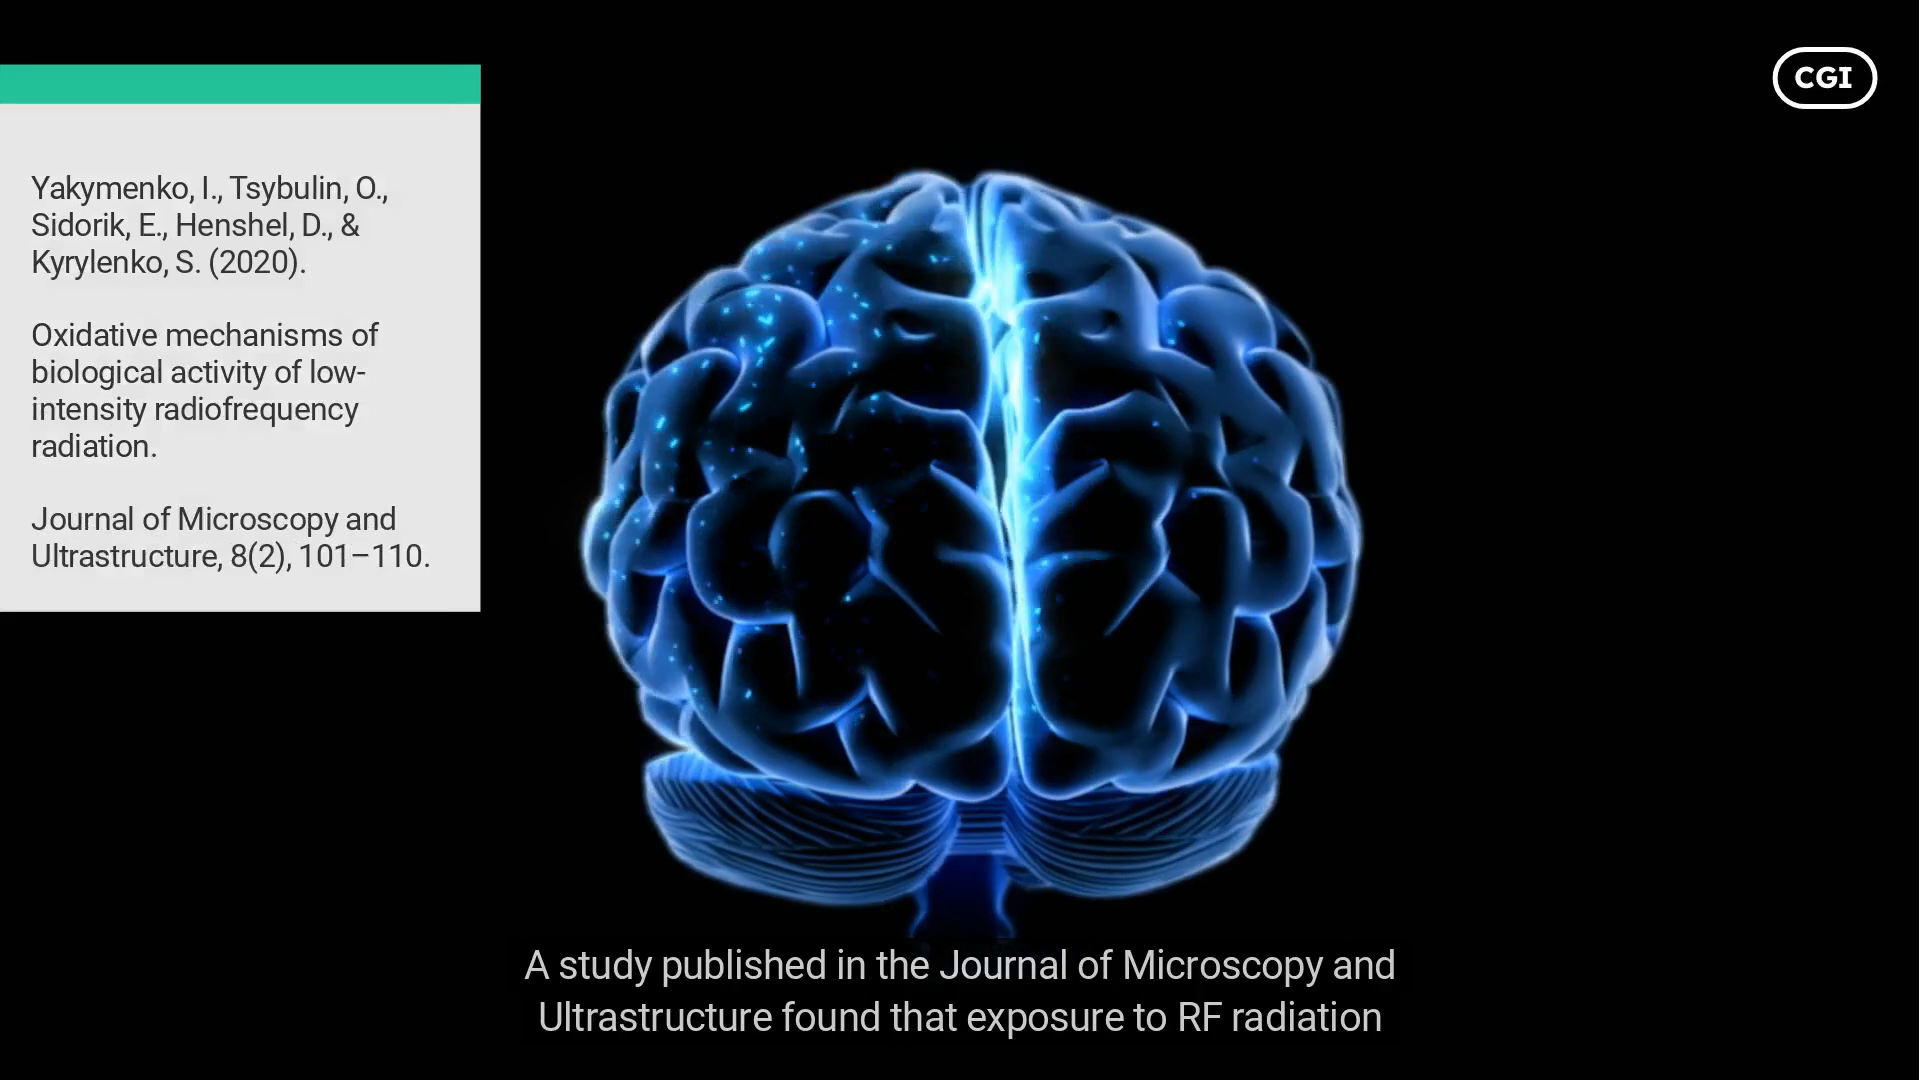 CGI
Yakymenko, I., Tsybulin, O.,
Sidorik, E., Henshel, D., &
Kyrylenko, S. (2020).
Oxidative mechanisms of
biological activity of low-
intensity radiofrequency
radiation.
Journal of Microscopy and
Ultrastructure, 8(2), 101–110.
A study published in the Journal of Microscopy and
Ultrastructure found that exposure to RF radiation